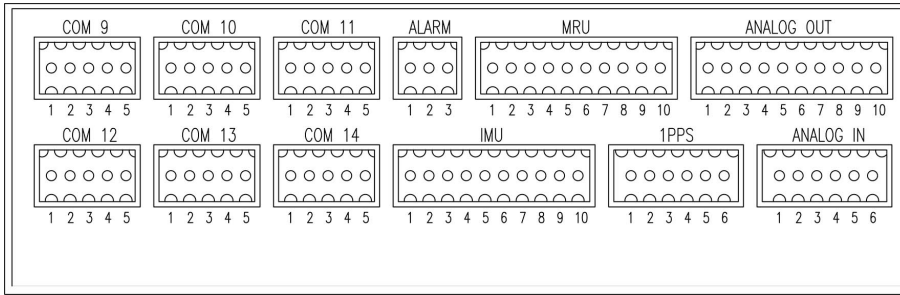 COM 9 COM 10 COM 11 ALARM MRU ANALOG OUT
1 2 3 4 5 1 2 3 4 5 1 2 3 4 5 1 2 3 1 2 3 4 5 6 7 8 9 10 1 2 3 4 5 6 7 8 9 10
COM 12 COM 13 COM 14 IMU 1PPS ANALOG IN
1 2 3 4 5 1 2 3 4 5 1 2 3 4 5 1 2 3 4 5 6 7 8 9 10 1 2 3 4 5 6 1 2 3 4 5 6